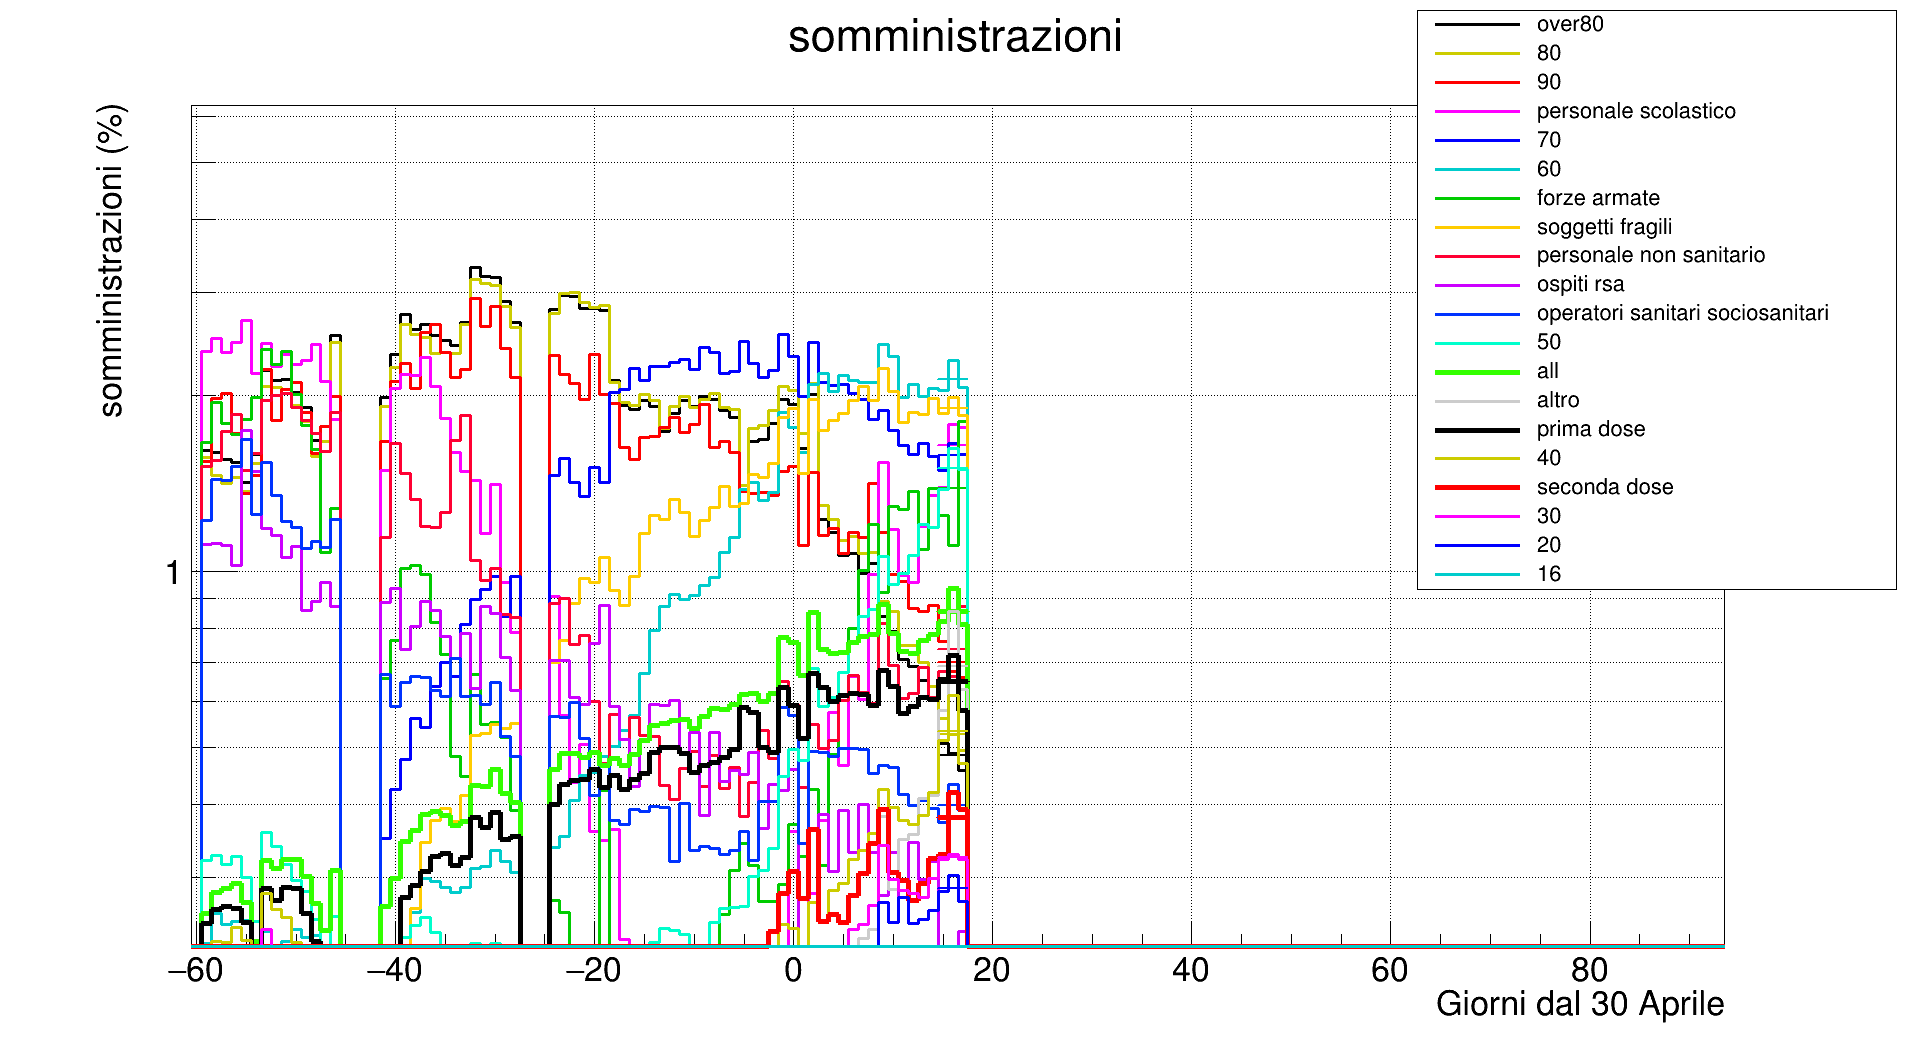 somministrazioni
somministrazioni (%)
1
−60 −40 −20 0 20 40 60 80
Giorni dal 30 Aprile
over80
80
90
personale scolastico
70
60
forze armate
soggetti fragili
personale non sanitario
ospiti rsa
operatori sanitari sociosanitari
50
all
altro
prima dose
40
seconda dose
30
20
16